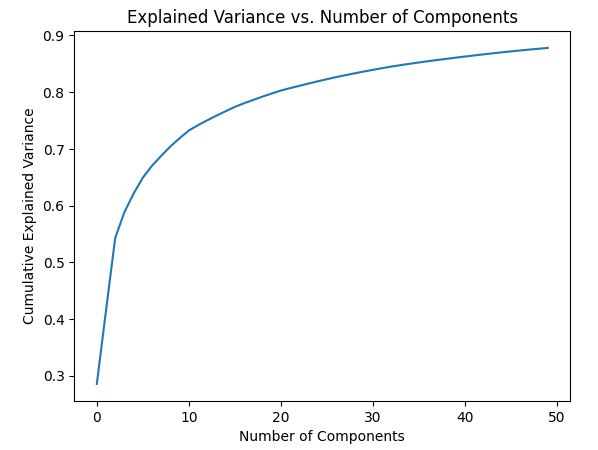 Explained Variance vs. Number of Components
0.9
0.8
0.7
0.6
0.5
0.4
0.3
Cumulative Explained Variance
0 10 20 30 40 50
Number of Components